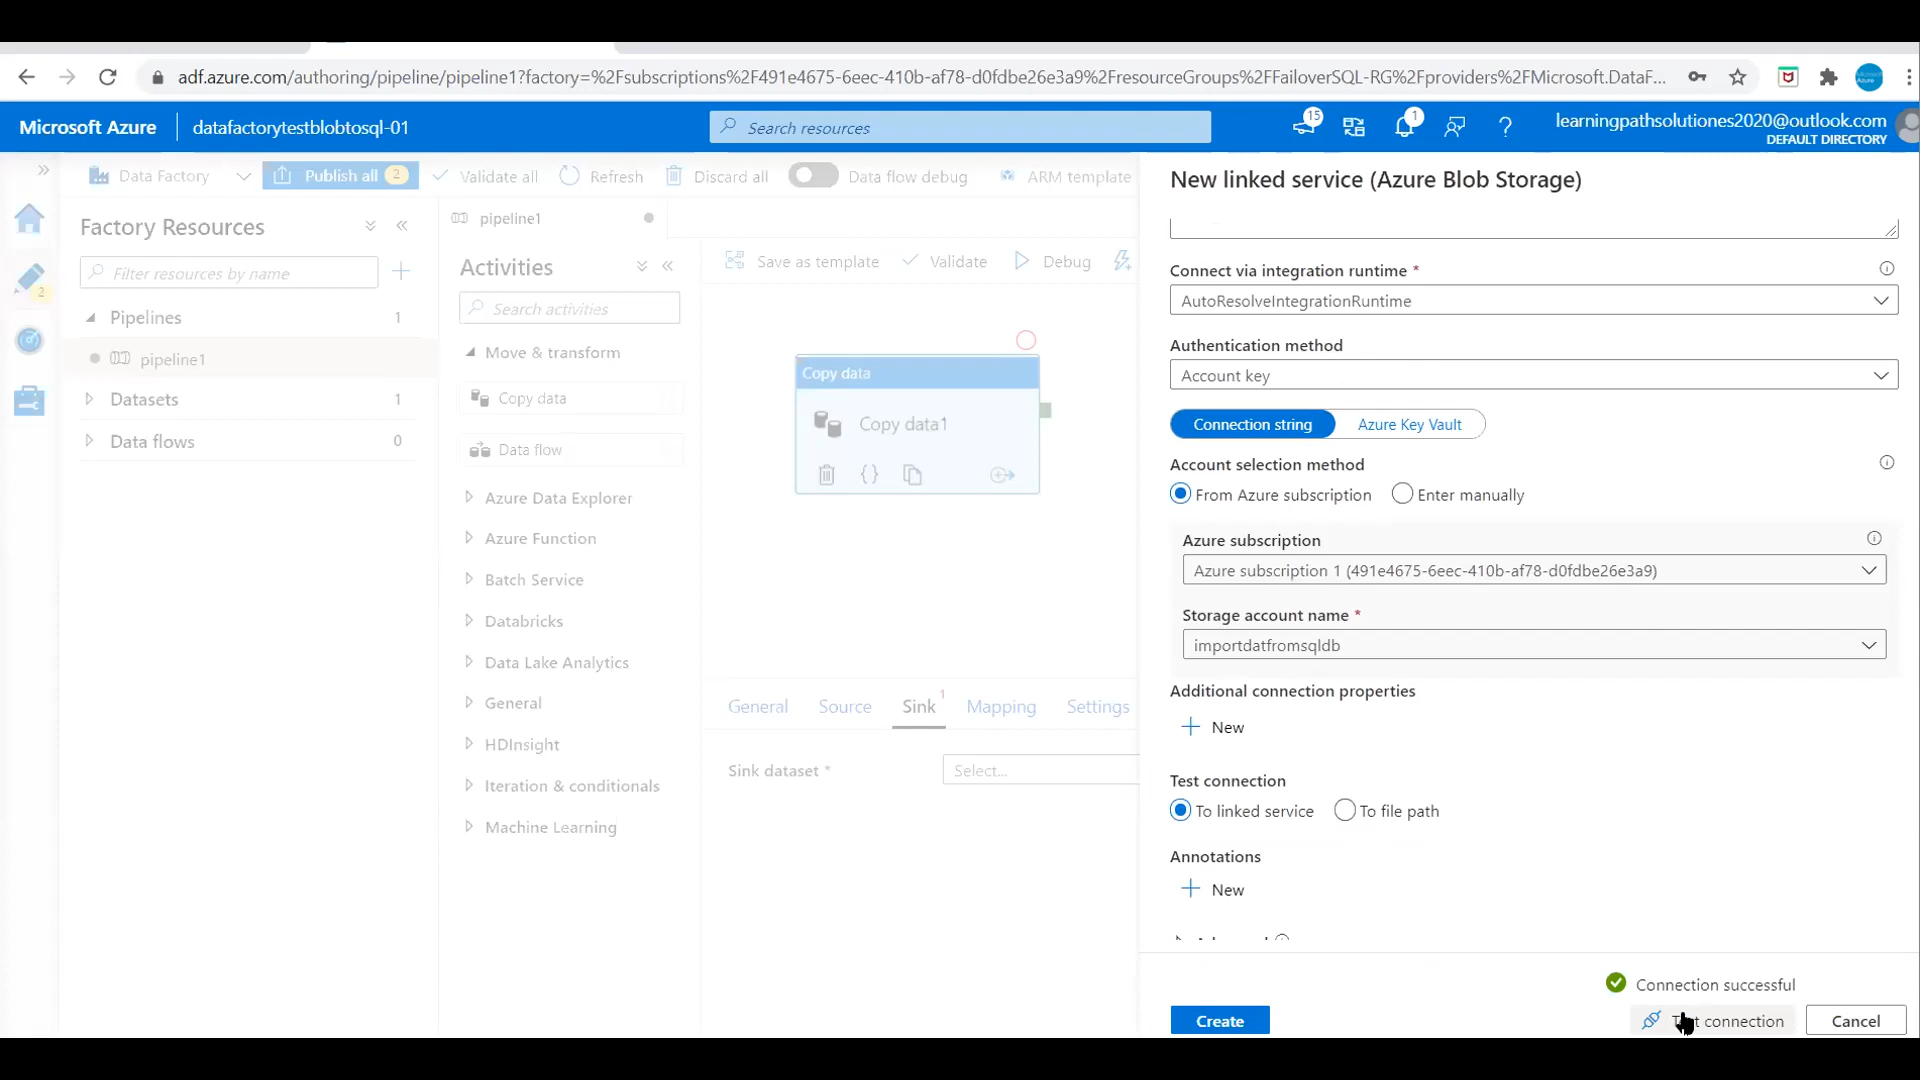 adf.azure.com/authoring/pipeline/pipeline1?factory=%2Fsubscriptions%2F491e4675-6eec-410b-af78-d0fdbe26e3a9%2FresourceGroups%2FFailoverSQL-RG%2Fproviders%2FMicrosoft.DataF...
Microsoft Azure
datafactorytestblobtosql-01
Search resources
15
1
learningpathsolutiones2020@outlook.com
DEFAULT DIRECTORY
Data Factory
Publish all 2
Validate all
Refresh
Discard all
Data flow debug
ARM template
Factory Resources
Filter resources by name
2
Pipelines 1
pipeline1
Datasets 1
Data flows 0
pipeline1
Activities
Search activities
Move & transform
Copy data
Data flow
Azure Data Explorer
Azure Function
Batch Service
Databricks
Data Lake Analytics
General
HDInsight
Iteration & conditionals
Machine Learning
Save as template
Validate
Debug
Copy data
Copy data1
{}
General
Source
Sink 1
Mapping
Settings
Sink dataset *
Select...
New linked service (Azure Blob Storage)
Connect via integration runtime *
AutoResolveIntegrationRuntime
Authentication method
Account key
Connection string
Azure Key Vault
Account selection method
From Azure subscription
Enter manually
Azure subscription
Azure subscription 1 (491e4675-6eec-410b-af78-d0fdbe26e3a9)
Storage account name *
importdatfromsqldb
Additional connection properties
New
Test connection
To linked service
To file path
Annotations
New
Connection successful
Create
connection
Cancel